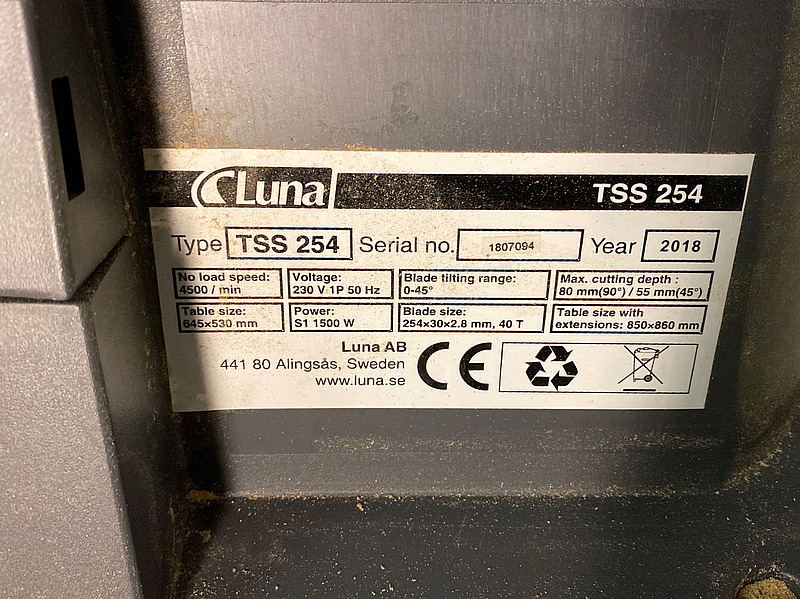 Luna TSS 254
Type TSS 254 Serial no. 1807094 Year 2018
No load speed: Voltage: Blade tilting range: Max. cutting depth :
4500 / min 230 V 1P 50 Hz 0-45° 80 mm(90°) / 55 mm(45°)
Table size: Power: Blade size: Table size with
645x530 mm S1 1500 W 254x30x2.8 mm, 40 T extensions: 850x860 mm
Luna AB
441 80 Alingsås, Sweden
www.luna.se
CE